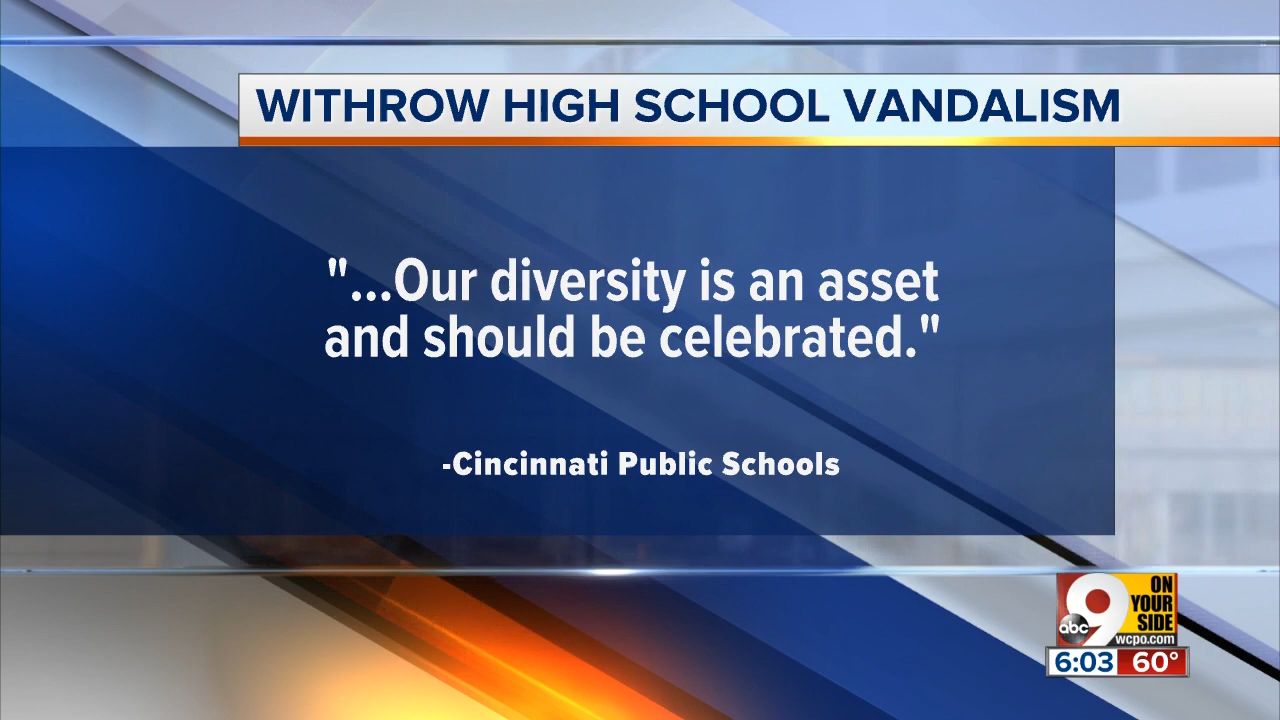 WITHROW HIGH SCHOOL VANDALISM
"...Our diversity is an asset
and should be celebrated."
-Cincinnati Public Schools
abc 9 ON
YOUR
SIDE
wcpo.com
6:03 60°